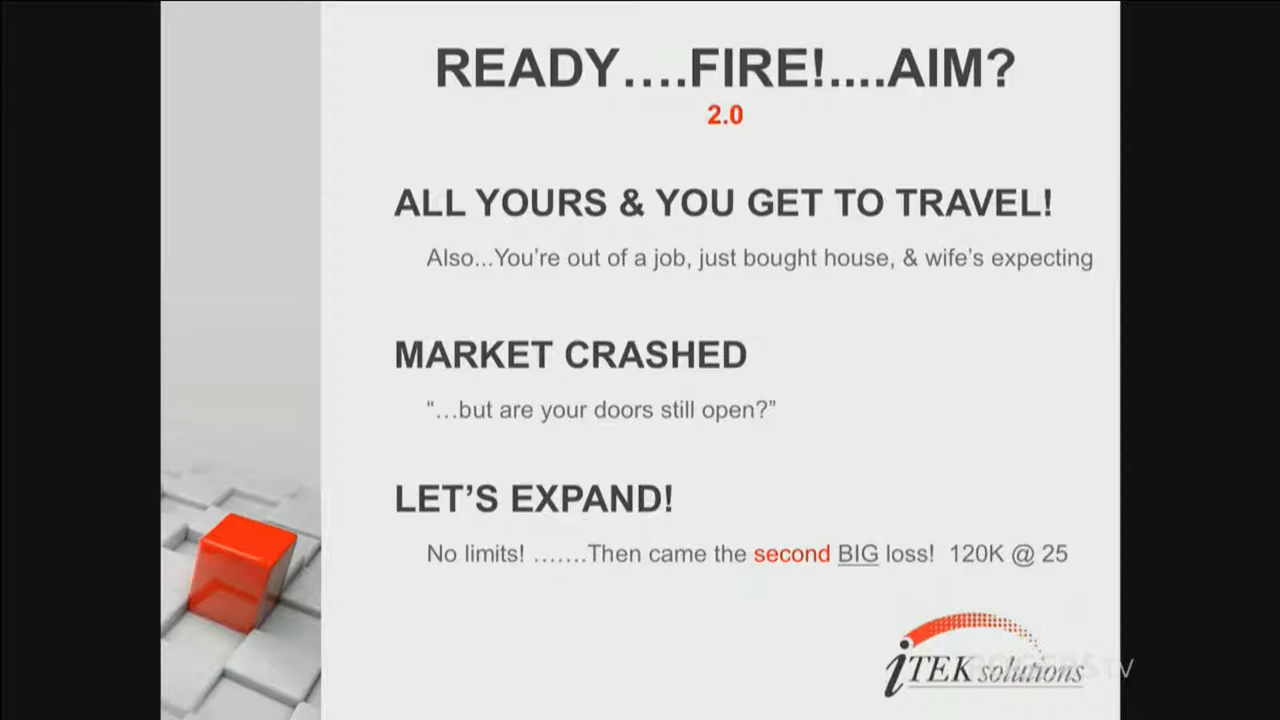 READY….FIRE!....AIM?
2.0
ALL YOURS & YOU GET TO TRAVEL!
Also...You’re out of a job, just bought house, & wife’s expecting
MARKET CRASHED
“…but are your doors still open?”
LET’S EXPAND!
No limits! …….Then came the second BIG loss!  120K @ 25
iTEK solutions
tv